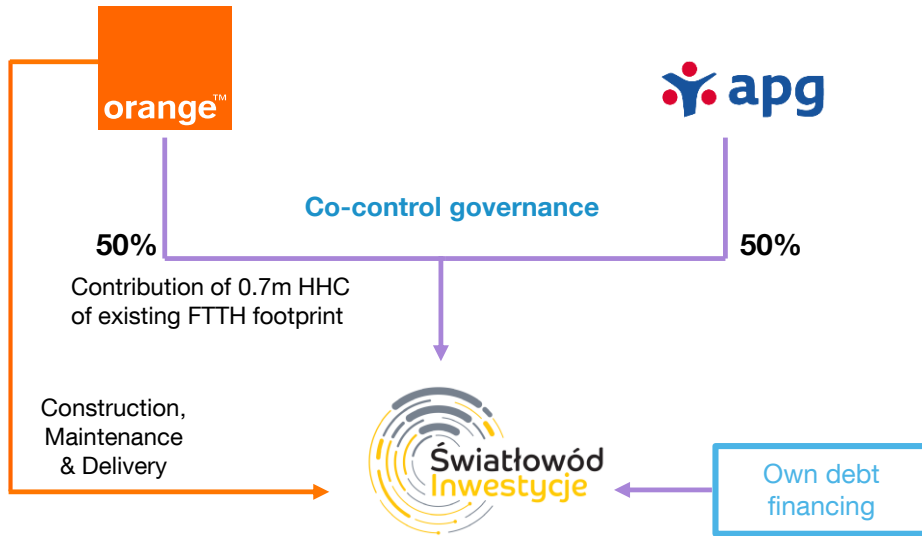 orange™
apg
Co-control governance
50%
50%
Contribution of 0.7m HHC
of existing FTTH footprint
Construction,
Maintenance
& Delivery
Światłowód
Inwestycje
Own debt
financing